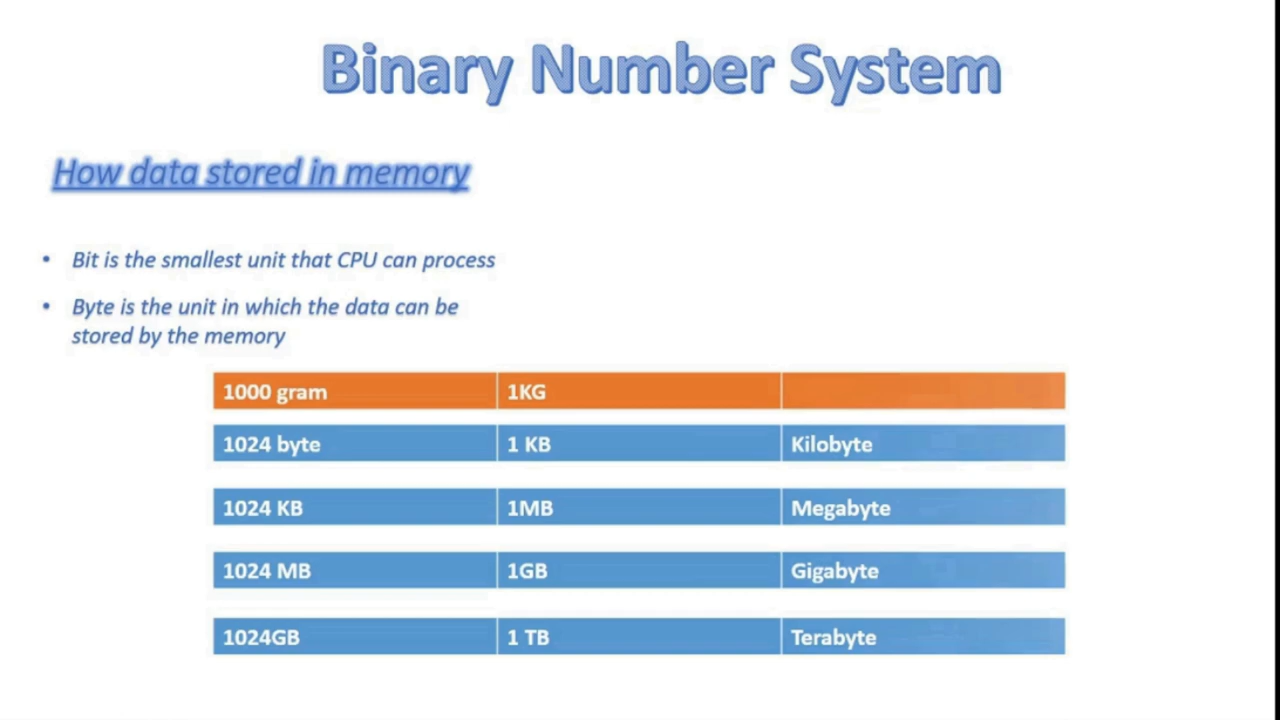 Binary Number System
How data stored in memory
• Bit is the smallest unit that CPU can process
• Byte is the unit in which the data can be
stored by the memory
1000 gram 1KG
1024 byte 1 KB Kilobyte
1024 KB 1MB Megabyte
1024 MB 1GB Gigabyte
1024GB 1 TB Terabyte